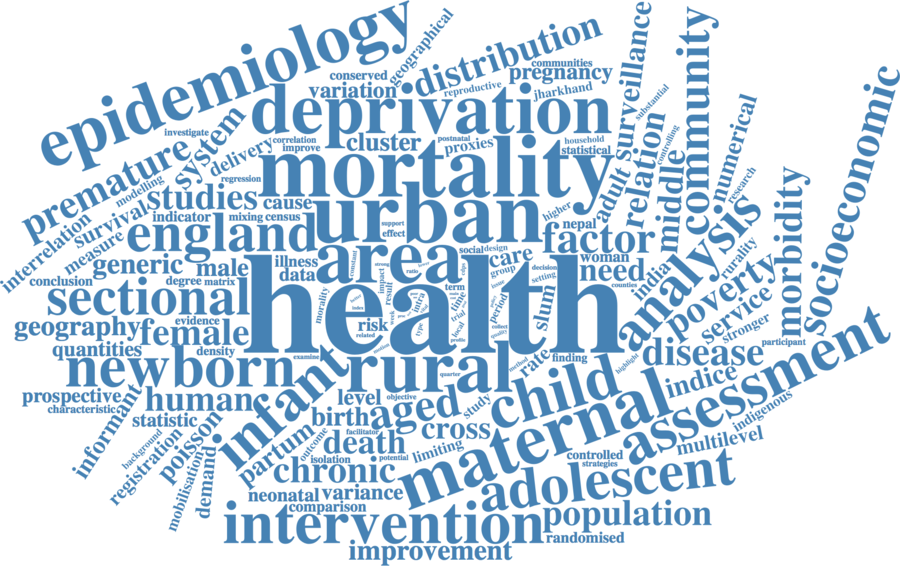 epidemiology
geographical
distribution
surveillance
community
conserved
variation
communities
pregnancy
reproductive
jharkhand
substantial
socioeconomic
deprivation
investigate
system
correlation
improve
cluster
postnatal
proxies
household
statistical
controlling
numerical
premature
delivery
mortality
adult
relation
middle
research
modelling
regression
studies
cause
survival
indicator
mixing
census
urban
support
effect
higher
nepal
factor
analysis
morbidity
interrelation
measure
england
area
social
design
care
woman
rurality
generic
male
illness
data
constant
strong
ratio
edge
group
decision
need
india
poverty
conclusion
degree
matrix
health
impact
result
term
time
issue
setting
counties
service
sectional
morality
intra
trial
period
slum
stronger
geography
female
evidence
risk
related
type
local
collect
quality
participant
quantities
density
examine
rural
method
rate
finding
highlight
disease
newborn
infant
quarter
child
indice
assessment
prospective
characteristic
human
level
objective
aged
study
maternal
indigenous
informant
statistic
birth
facilitator
cross
multilevel
background
poisson
partum
outcome
death
limiting
controlled
strategies
registration
isolation
potential
chronic
adolescent
mobilisation
demand
neonatal
variance
comparison
intervention
population
randomised
improvement